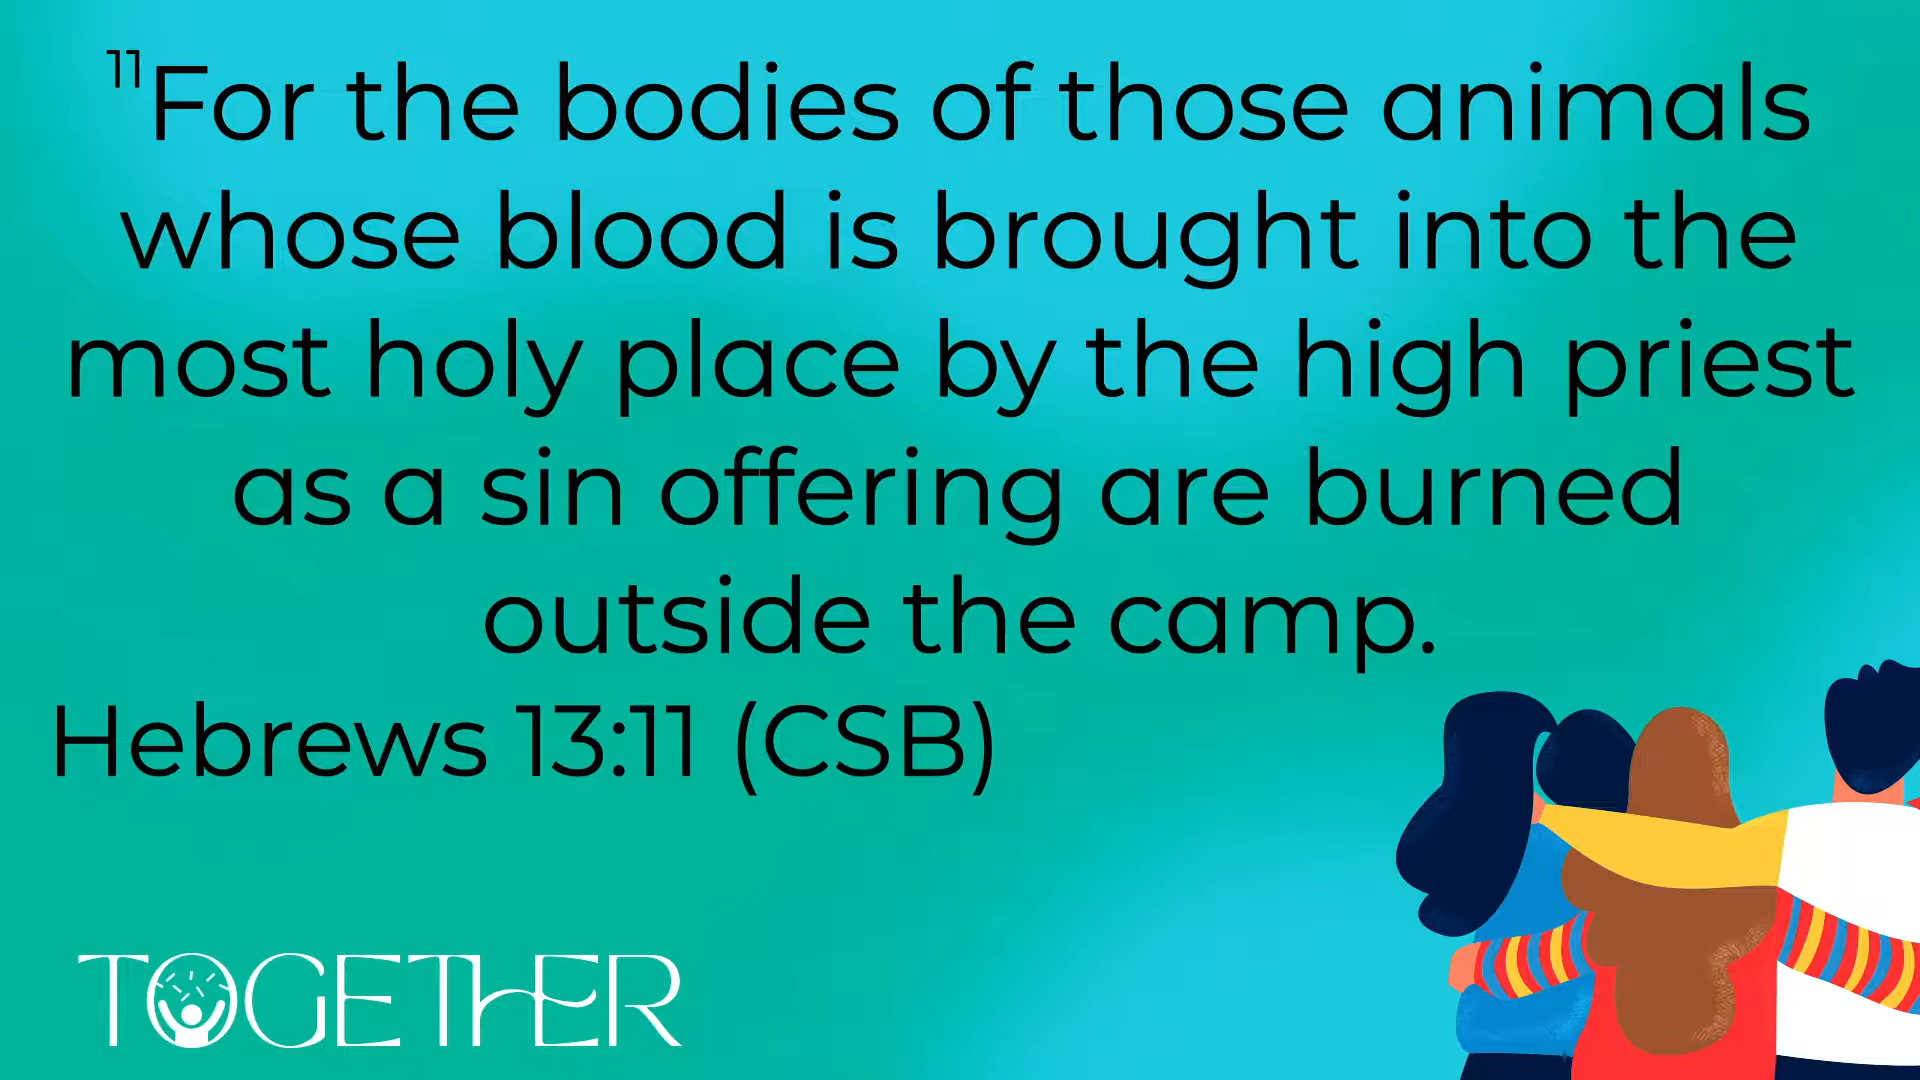 ¹¹For the bodies of those animals
whose blood is brought into the
most holy place by the high priest
as a sin offering are burned
outside the camp.
Hebrews 13:11 (CSB)
TOGETHER